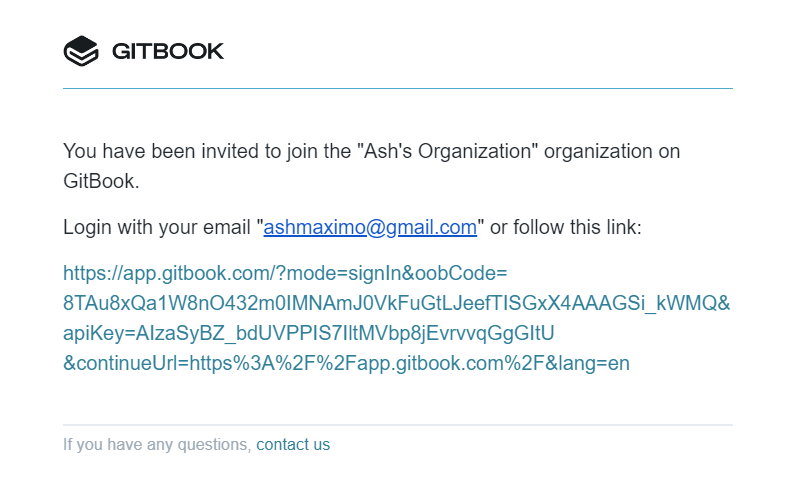 GITBOOK
You have been invited to join the "Ash's Organization" organization on
GitBook.
Login with your email "ashmaximo@gmail.com" or follow this link:
https://app.gitbook.com/?mode=signIn&oobCode=
8TAu8xQa1W8nO432m0IMNAmJ0VkFuGtLJeefTISGxX4AAAGSi_kWMQ&
apiKey=AIzaSyBZ_bdUVPPIS7IltMVbp8jEvrvvqGgGItU
&continueUrl=https%3A%2F%2Fapp.gitbook.com%2F&lang=en
If you have any questions, contact us